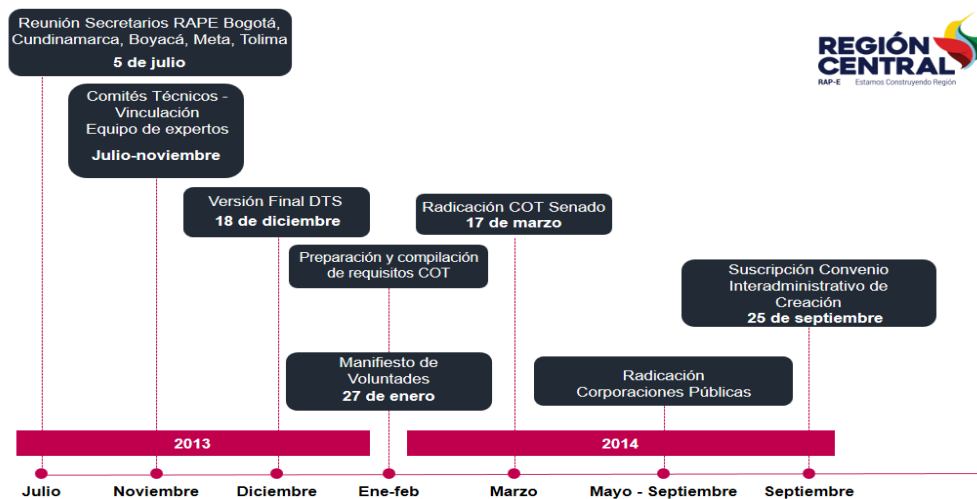 Reunión Secretarios RAPE Bogotá,
Cundinamarca, Boyacá, Meta, Tolima
5 de julio
REGIÓN
CENTRAL
RAP-E Estamos Construyendo Región
Comités Técnicos -
Vinculación
Equipo de expertos
Julio-noviembre
Versión Final DTS
18 de diciembre
Radicación COT Senado
17 de marzo
Preparación y compilación
de requisitos COT
Suscripción Convenio
Interadministrativo de
Creación
25 de septiembre
Manifiesto de
Voluntades
27 de enero
Radicación
Corporaciones Públicas
2013
2014
Julio
Noviembre
Diciembre
Ene-feb
Marzo
Mayo - Septiembre
Septiembre